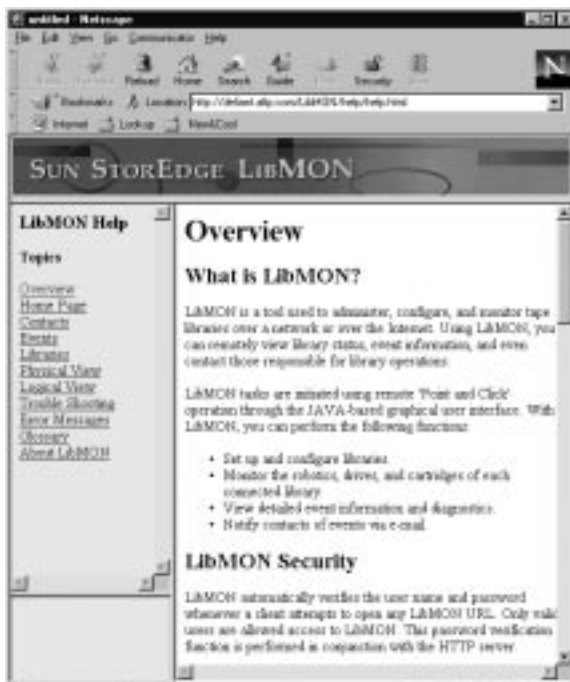 untitled - Netscape
File Edit View Go Communicator Help
Reload Home Search Guide Security
Bookmarks Location: http://defiant.
Internet Lookup New&Cool
SUN STOREDGE LIBMON
LibMON Help
Topics
Overview
Home Page
Contacts
Events
Libraries
Physical View
Logical View
Trouble Shooting
Error Messages
Glossary
About LibMON
Overview
What is LibMON?
LibMON is a tool used to administer, configure, and monitor tape
libraries over a network or over the Internet. Using LibMON, you
can remotely view library status, event information, and even
contact those responsible for library operations.
LibMON tasks are initiated using remote 'Point and Click'
operation through the JAVA-based graphical user interface. With
LibMON, you can perform the following functions:
• Set up and configure libraries.
• Monitor the robotics, drives, and cartridges of each
connected library.
• View detailed event information and diagnostics.
• Notify contacts of events via e-mail.
LibMON Security
LibMON automatically verifies the user name and password
whenever a client attempts to open any LibMON URL. Only valid
users are allowed access to LibMON. This password verification
function is performed in conjunction with the HTTP server.